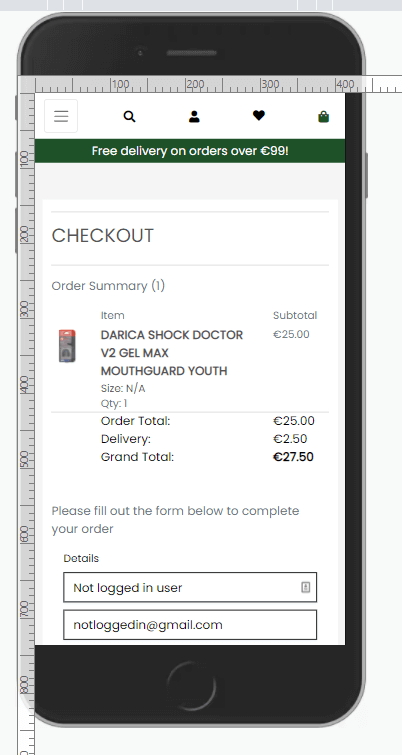 100 200 300 400
Free delivery on orders over €99!
100
200
300
400
500
600
700
800
CHECKOUT
Order Summary (1)
Item Subtotal
DARICA SHOCK DOCTOR €25.00
V2 GEL MAX
MOUTHGUARD YOUTH
Size: N/A
Qty: 1
Order Total: €25.00
Delivery: €2.50
Grand Total: €27.50
Please fill out the form below to complete
your order
Details
Not logged in user
notloggedin@gmail.com